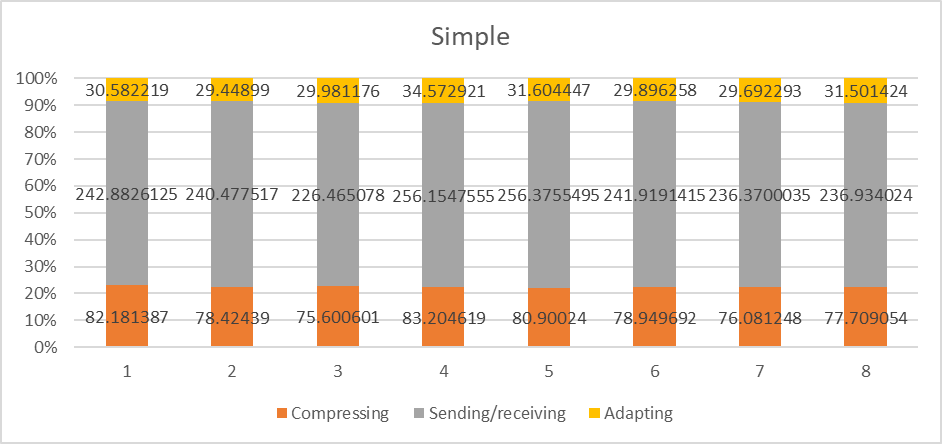 Simple
100%
90%
80%
70%
60%
50%
40%
30%
20%
10%
0%
30.582219 29.44899 29.981176 34.572921 31.604447 29.896258 29.692293 31.501424
242.8826125 240.477517 226.465078 256.1547555 256.3755495 241.9191415 236.3700035 236.934024
82.181387 78.42439 75.600601 83.204619 80.90024 78.949692 76.081248 77.709054
1 2 3 4 5 6 7 8
Compressing Sending/receiving Adapting